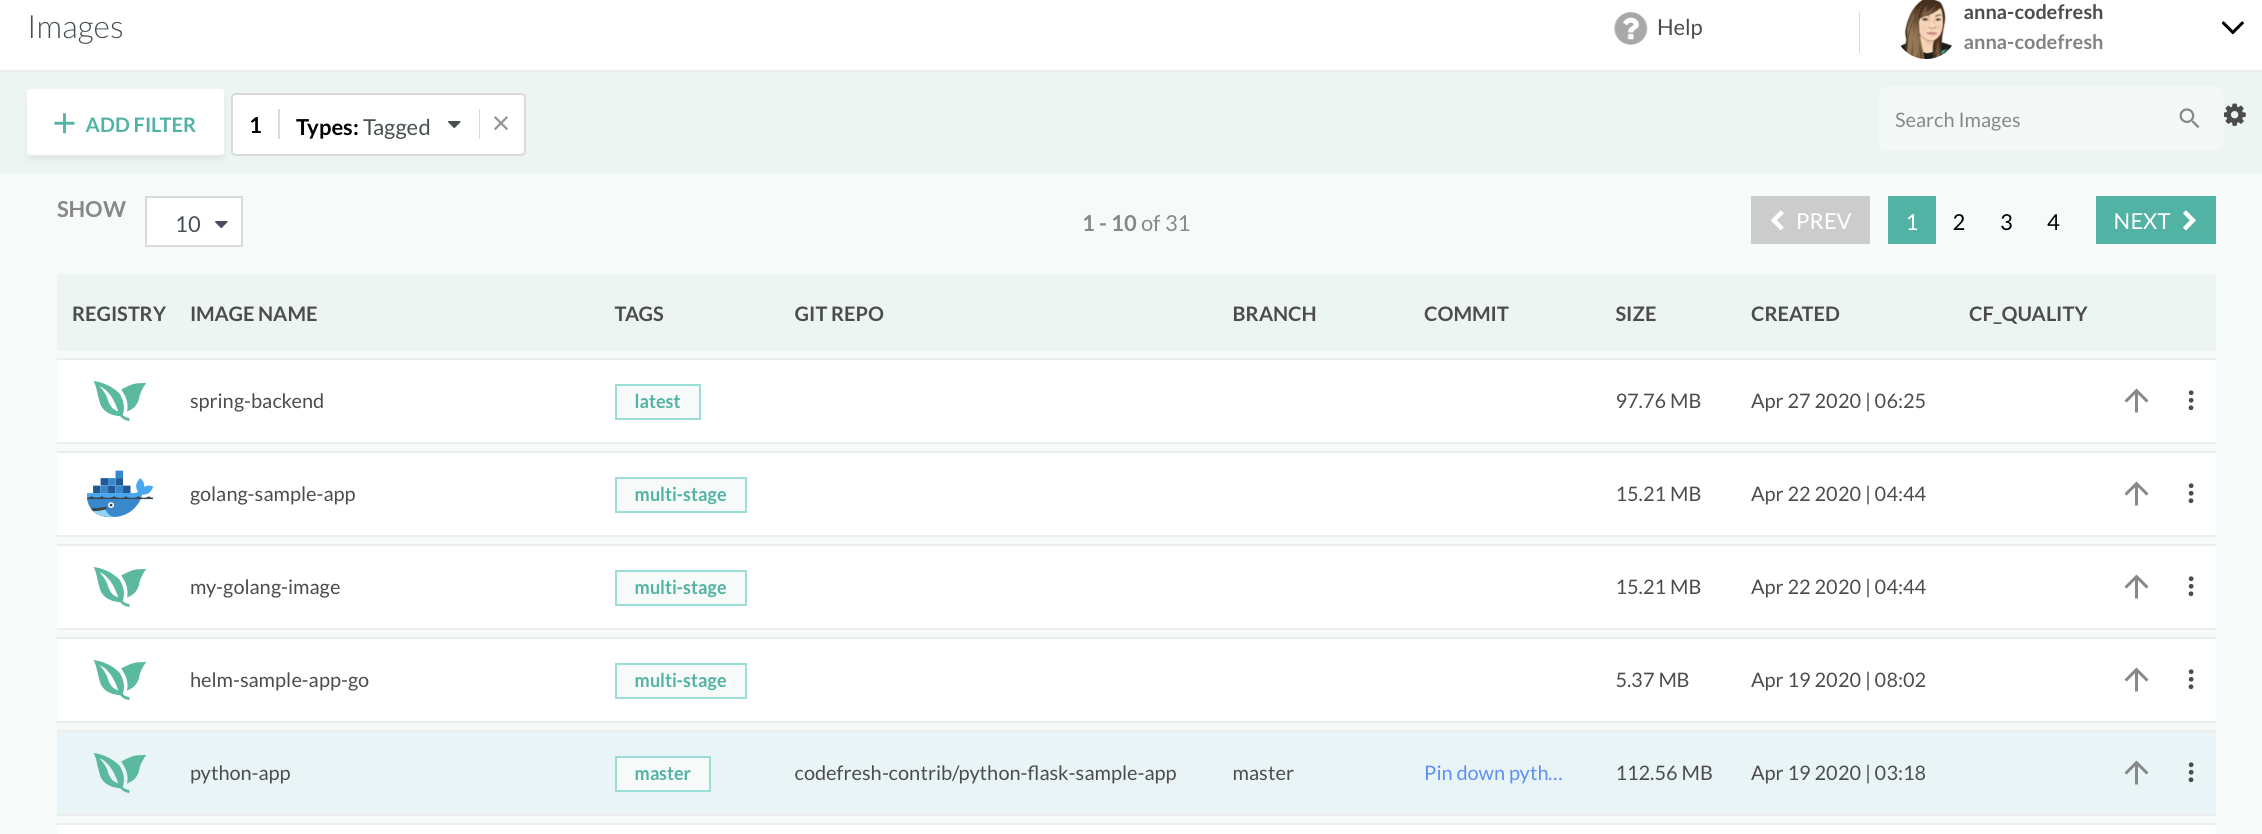 Images
Help
anna-codefresh
anna-codefresh
ADD FILTER
1 Types: Tagged
Search Images
SHOW 10
1 - 10 of 31
PREV 1 2 3 4 NEXT
REGISTRY IMAGE NAME TAGS GIT REPO BRANCH COMMIT SIZE CREATED CF_QUALITY
spring-backend latest 97.76 MB Apr 27 2020 | 06:25
golang-sample-app multi-stage 15.21 MB Apr 22 2020 | 04:44
my-golang-image multi-stage 15.21 MB Apr 22 2020 | 04:44
helm-sample-app-go multi-stage 5.37 MB Apr 19 2020 | 08:02
python-app master codefresh-contrib/python-flask-sample-app master Pin down pyth... 112.56 MB Apr 19 2020 | 03:18